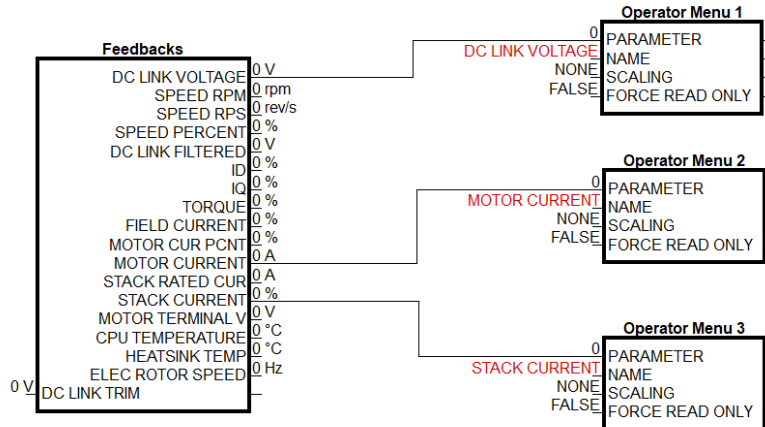 Feedbacks
DC LINK VOLTAGE 0 V
SPEED RPM 0 rpm
SPEED RPS 0 rev/s
SPEED PERCENT 0 %
DC LINK FILTERED 0 V
ID 0 %
IQ 0 %
TORQUE 0 %
FIELD CURRENT 0 %
MOTOR CUR PCNT 0 %
MOTOR CURRENT 0 A
STACK RATED CUR 0 A
STACK CURRENT 0 %
MOTOR TERMINAL V 0 V
CPU TEMPERATURE 0 °C
HEATSINK TEMP 0 °C
ELEC ROTOR SPEED 0 Hz
0 V DC LINK TRIM
Operator Menu 1
0 PARAMETER
DC LINK VOLTAGE NAME
NONE SCALING
FALSE FORCE READ ONLY
Operator Menu 2
0 PARAMETER
MOTOR CURRENT NAME
NONE SCALING
FALSE FORCE READ ONLY
Operator Menu 3
0 PARAMETER
STACK CURRENT NAME
NONE SCALING
FALSE FORCE READ ONLY